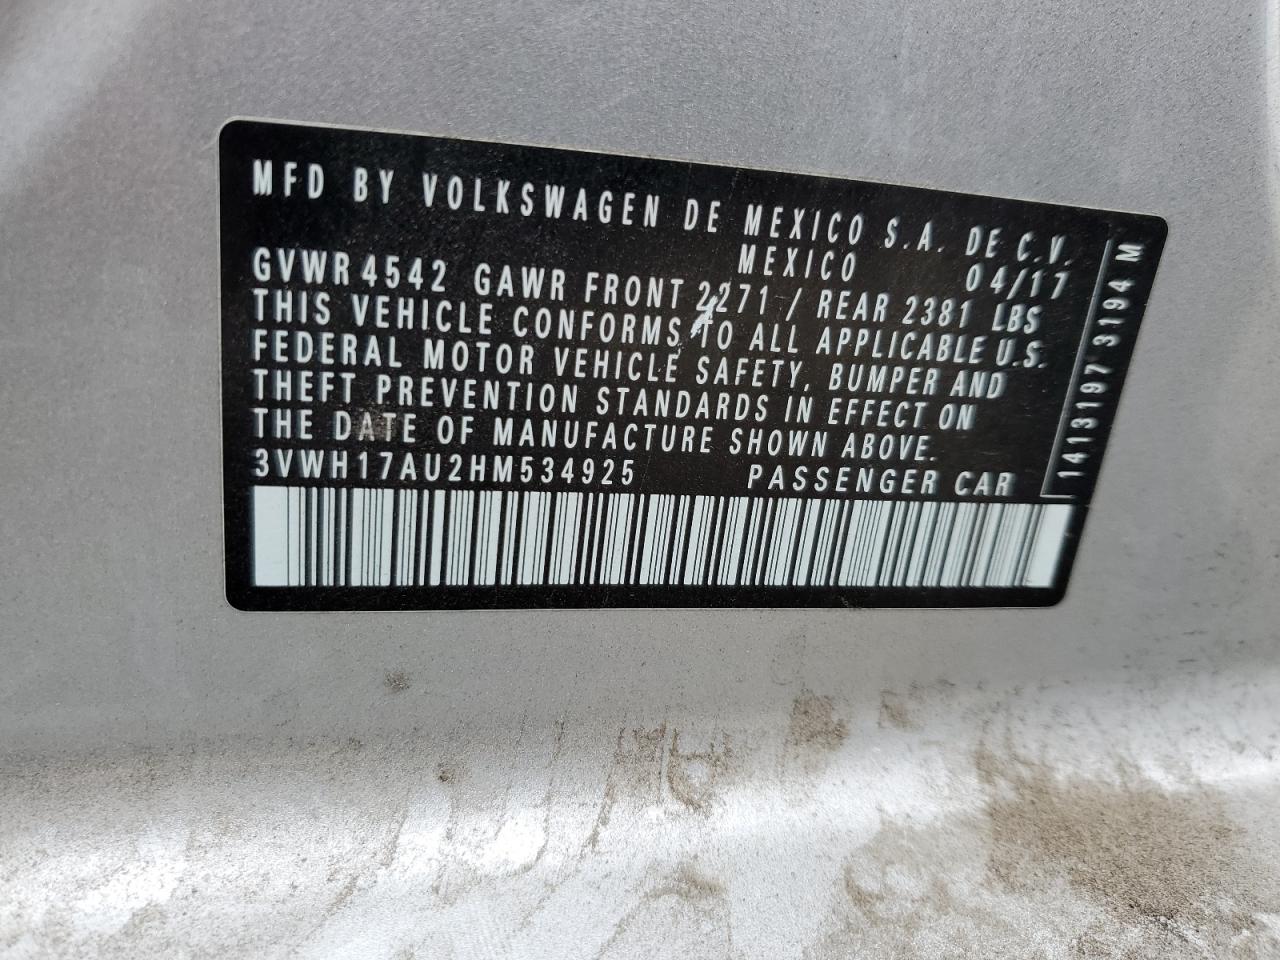 MFD BY VOLKSWAGEN DE MEXICO S.A. DE C.V.
MEXICO 04/17
GVWR 4542 GAWR FRONT 2271 / REAR 2381 LBS
THIS VEHICLE CONFORMS TO ALL APPLICABLE U.S.
FEDERAL MOTOR VEHICLE SAFETY, BUMPER AND
THEFT PREVENTION STANDARDS IN EFFECT ON
THE DATE OF MANUFACTURE SHOWN ABOVE.
3VWH17AU2HM534925 PASSENGER CAR
1413197 3194 M